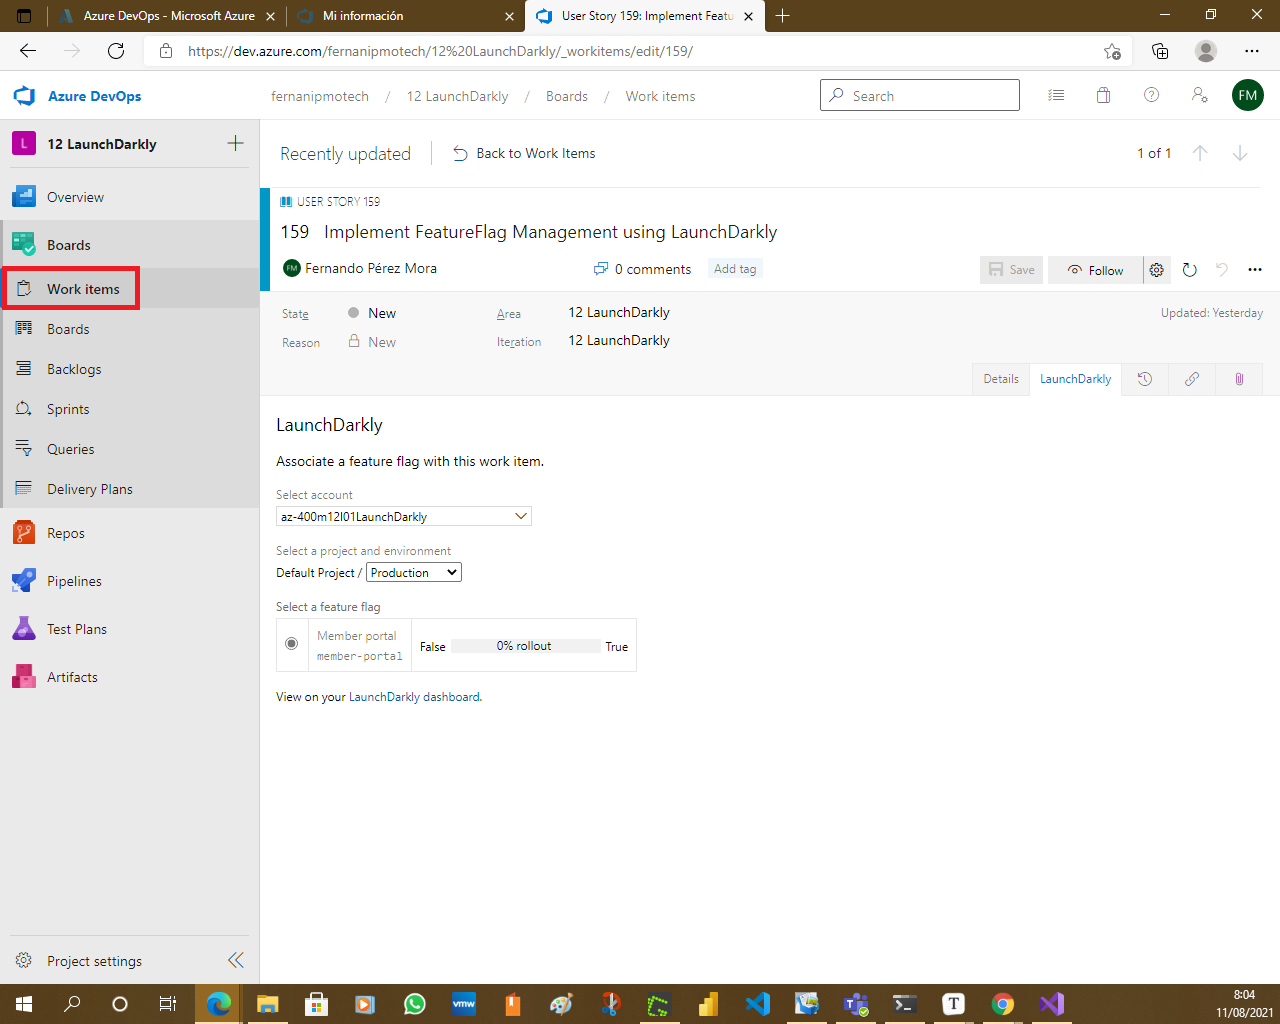 Azure DevOps - Microsoft Azure
Mi información
User Story 159: Implement Featu
https://dev.azure.com/fernanipmotech/12%20LaunchDarkly/_workitems/edit/159/
Azure DevOps
fernanipmotech / 12 LaunchDarkly / Boards / Work items
Search
FM
L 12 LaunchDarkly
Overview
Boards
Work items
Boards
Backlogs
Sprints
Queries
Delivery Plans
Repos
Pipelines
Test Plans
Artifacts
Project settings
Recently updated
Back to Work Items
1 of 1
USER STORY 159
159 Implement FeatureFlag Management using LaunchDarkly
FM Fernando Pérez Mora
0 comments
Add tag
Save
Follow
State New
Area 12 LaunchDarkly
Updated: Yesterday
Reason New
Iteration 12 LaunchDarkly
Details
LaunchDarkly
LaunchDarkly
Associate a feature flag with this work item.
Select account
az-400m12l01LaunchDarkly
Select a project and environment
Default Project / Production
Select a feature flag
Member portal
member-portal
False 0% rollout True
View on your LaunchDarkly dashboard.
vmw
T
8:04
11/08/2021